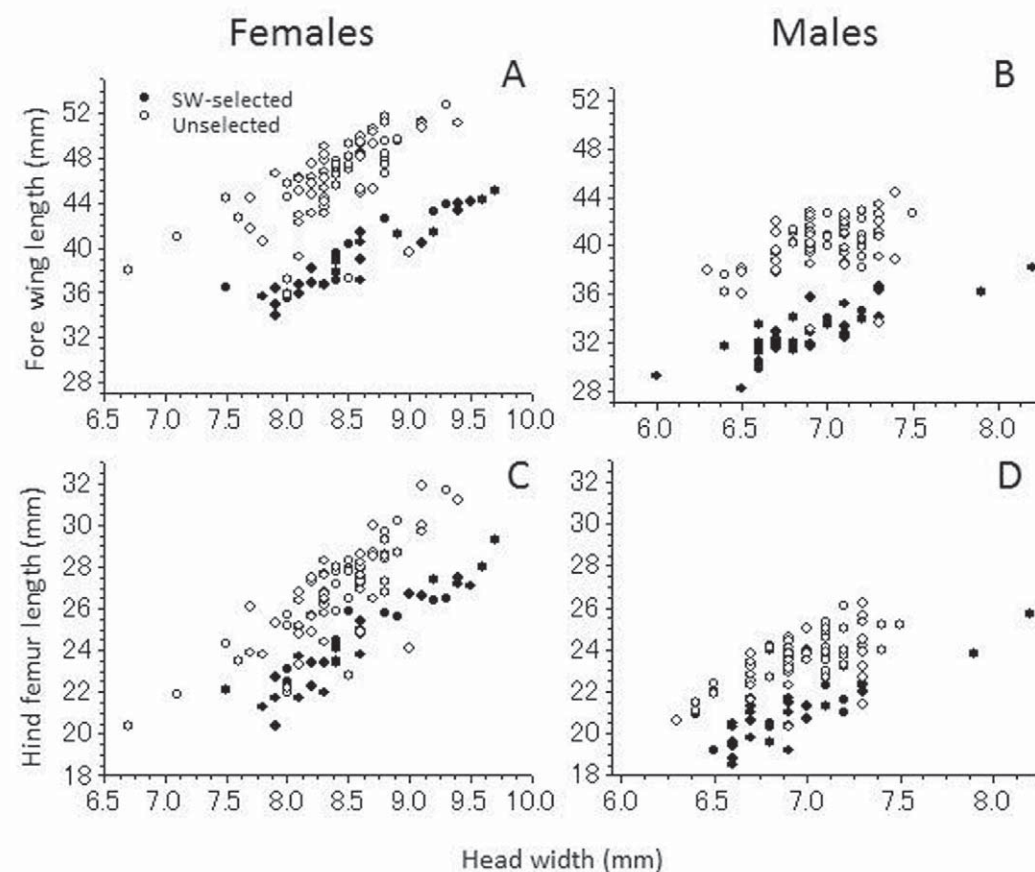 Females
Males
A
B
SW-selected
Unselected
Fore wing length (mm)
52
48
44
40
36
32
28
6.5 7.0 7.5 8.0 8.5 9.0 9.5 10.0
52
48
44
40
36
32
28
6.0 6.5 7.0 7.5 8.0
C
D
Hind femur length (mm)
32
30
28
26
24
22
20
18
6.5 7.0 7.5 8.0 8.5 9.0 9.5 10.0
32
30
28
26
24
22
20
18
6.0 6.5 7.0 7.5 8.0
Head width (mm)